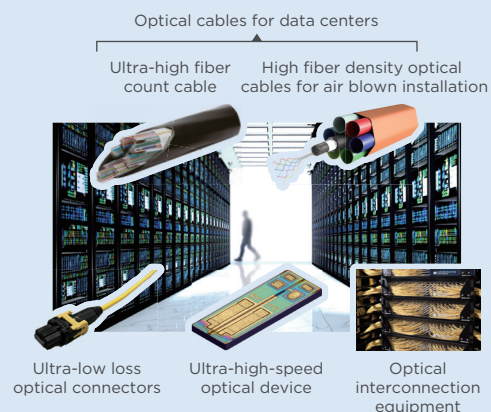 Optical cables for data centers
Ultra-high fiber
count cable
High fiber density optical
cables for air blown installation
Ultra-low loss
optical connectors
Ultra-high-speed
optical device
Optical
interconnection
equipment